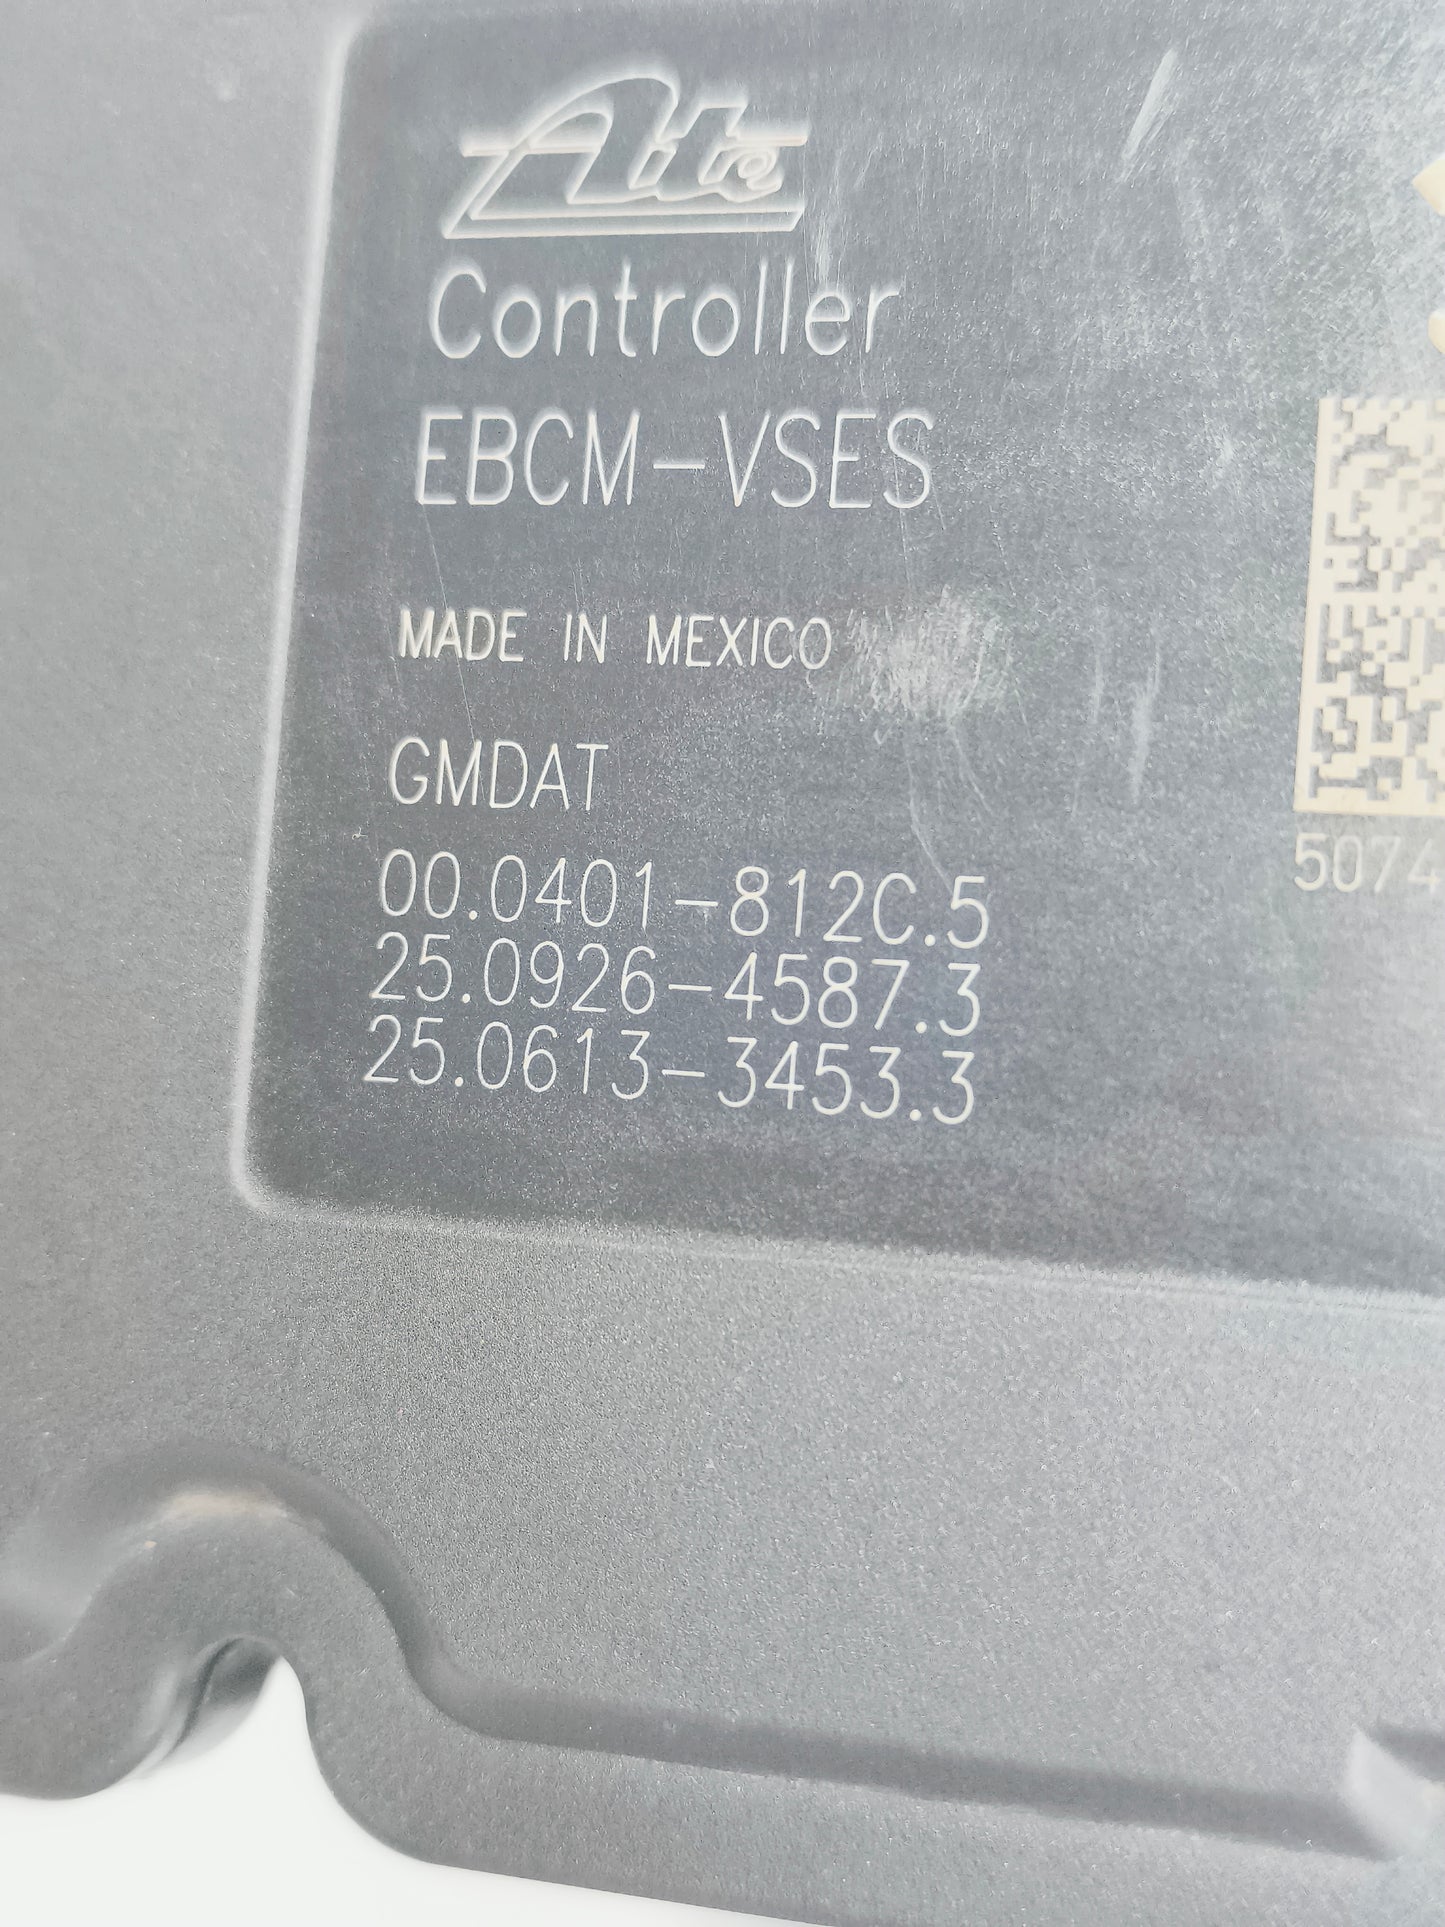 Ate
Controller
EBCM-VSES
MADE IN MEXICO
GMDAT
00.0401-812C.5
25.0926-4587.3
25.0613-3453.3
5074